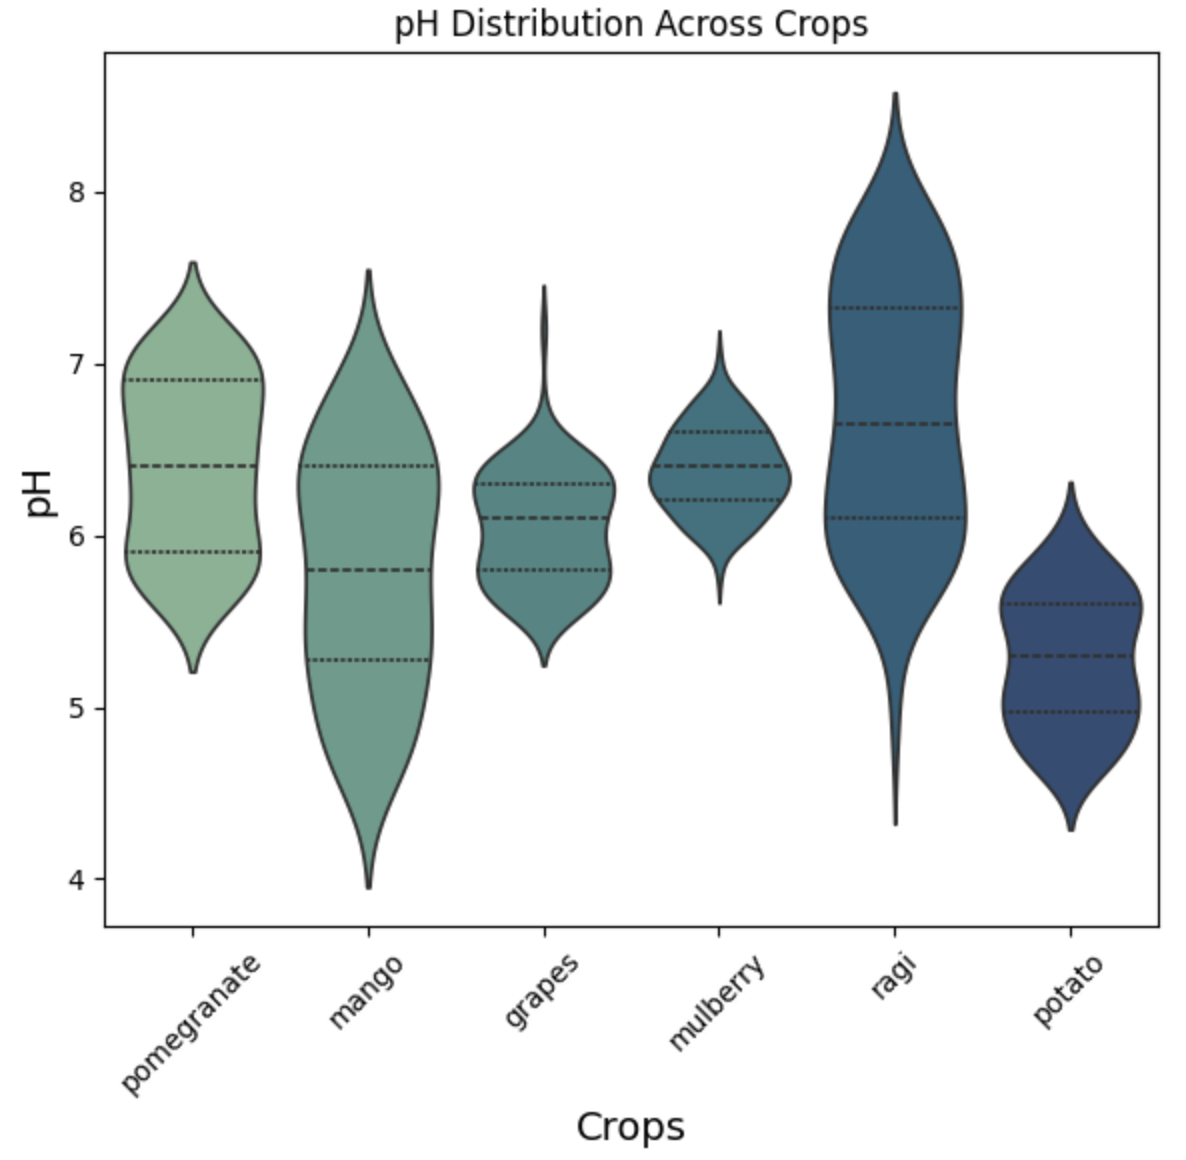 pH Distribution Across Crops
pH
8
7
6
5
4
pomegranate
mango
grapes
mulberry
ragi
potato
Crops